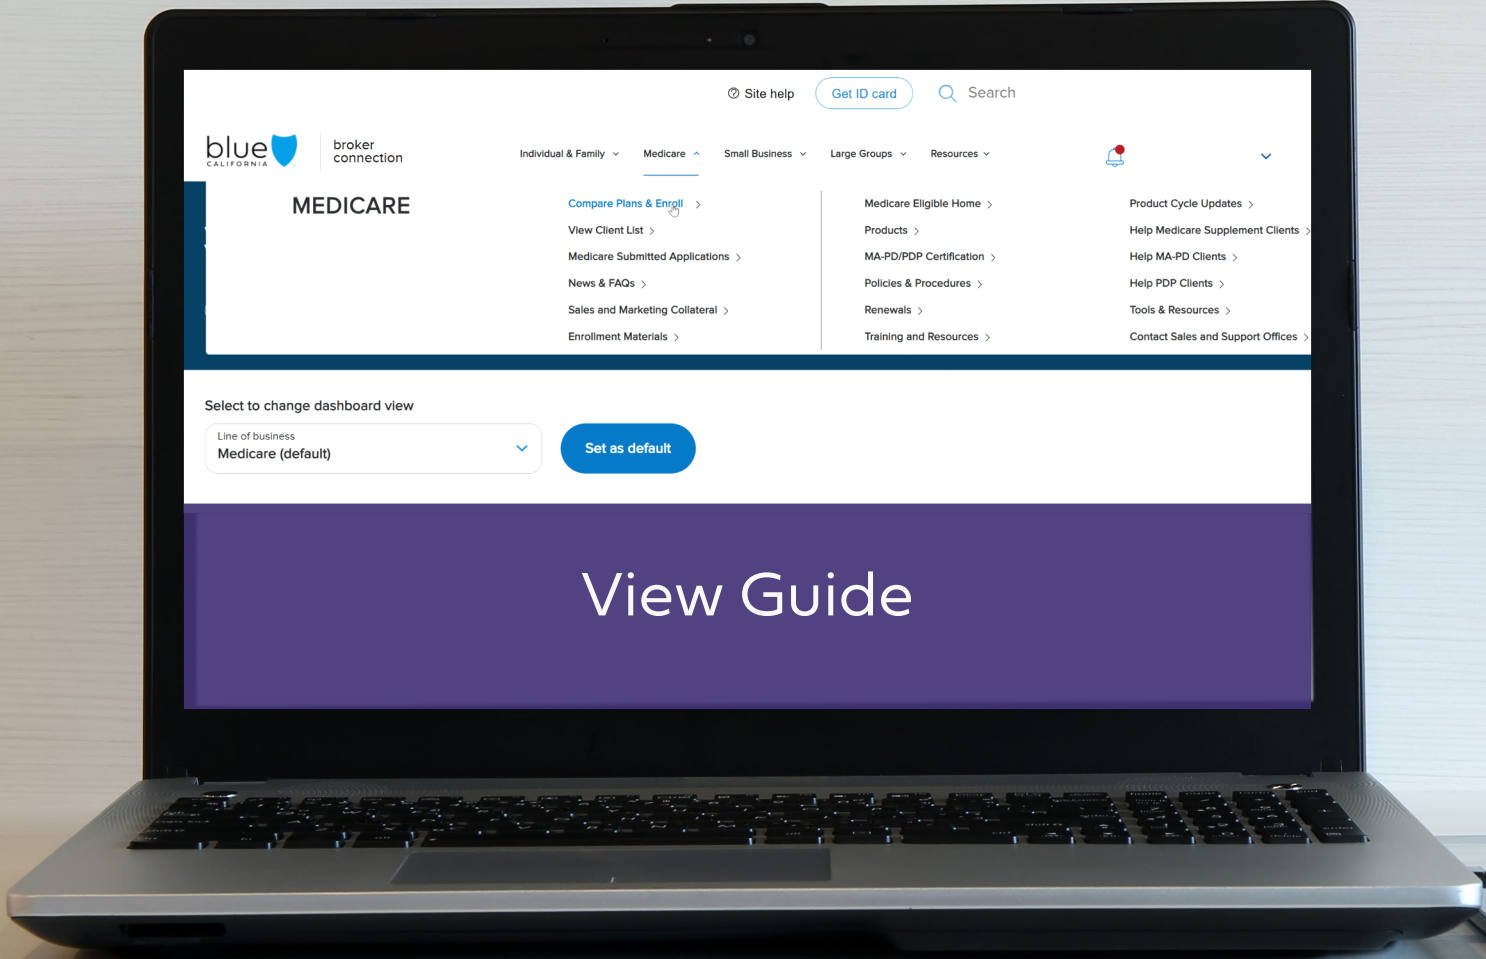 Site help
Get ID card
Search
blue
CALIFORNIA
broker
connection
Individual & Family
Medicare
Small Business
Large Groups
Resources
MEDICARE
Compare Plans & Enroll
View Client List
Medicare Submitted Applications
News & FAQs
Sales and Marketing Collateral
Enrollment Materials
Medicare Eligible Home
Products
MA-PD/PDP Certification
Policies & Procedures
Renewals
Training and Resources
Product Cycle Updates
Help Medicare Supplement Clients
Help MA-PD Clients
Help PDP Clients
Tools & Resources
Contact Sales and Support Offices
Select to change dashboard view
Line of business
Medicare (default)
Set as default
View Guide